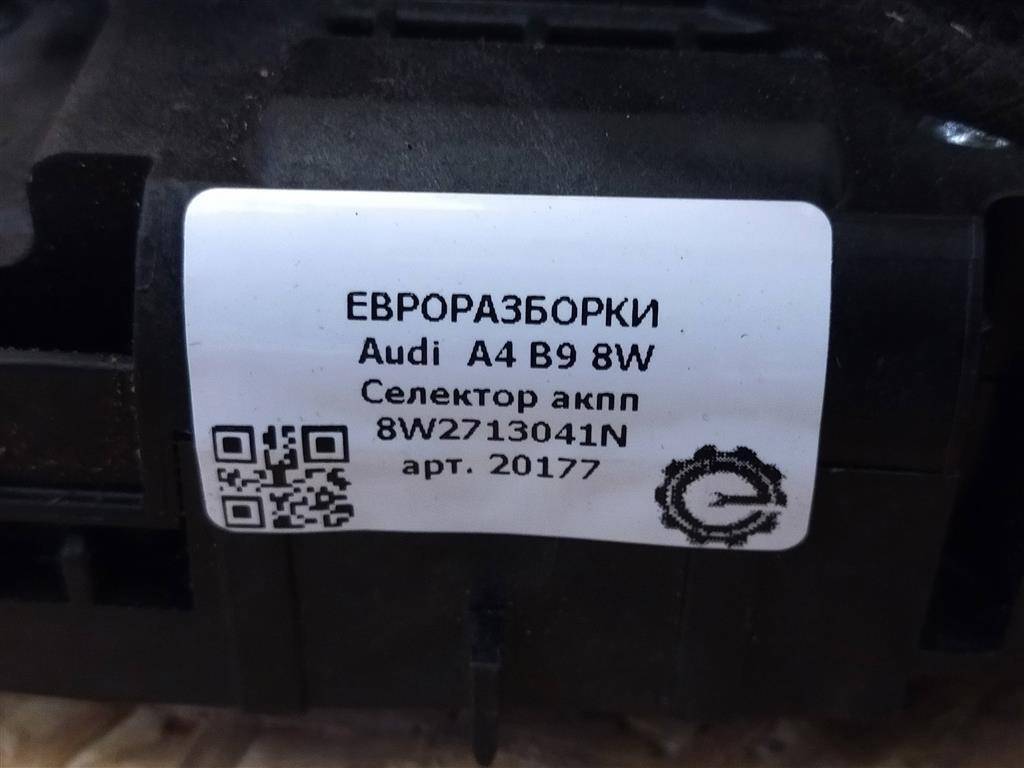 ЕВРОРАЗБОРКИ
Audi A4 B9 8W
Селектор акпп
8W2713041N
арт. 20177